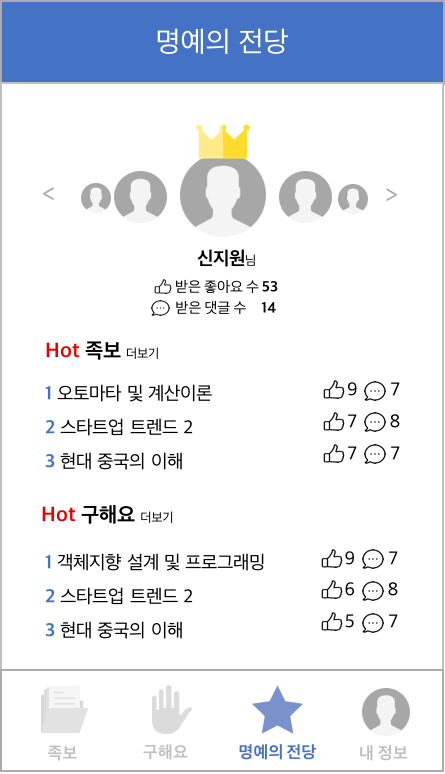 명예의 전당
< >
신지원님
받은 좋아요 수 53
받은 댓글 수 14
Hot 족보 더보기
1 오토마타 및 계산이론 9 7
2 스타트업 트렌드 2 7 8
3 현대 중국의 이해 7 7
Hot 구해요 더보기
1 객체지향 설계 및 프로그래밍 9 7
2 스타트업 트렌드 2 6 8
3 현대 중국의 이해 5 7
족보 구해요 명예의 전당 내 정보